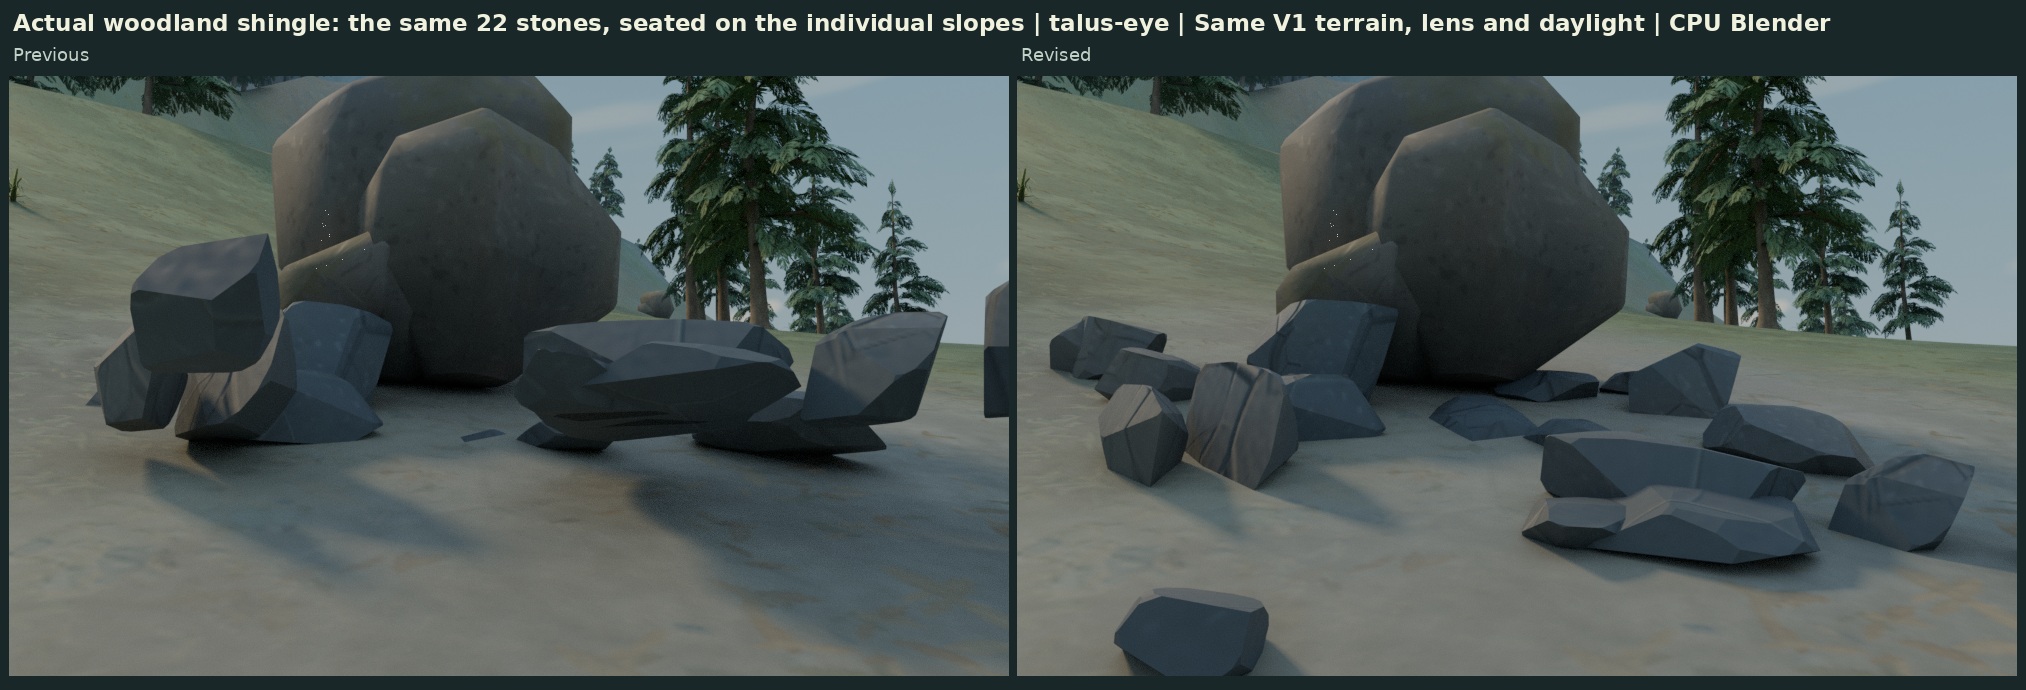 Actual woodland shingle: the same 22 stones, seated on the individual slopes | talus-eye | Same V1 terrain, lens and daylight | CPU Blender
Previous
Revised